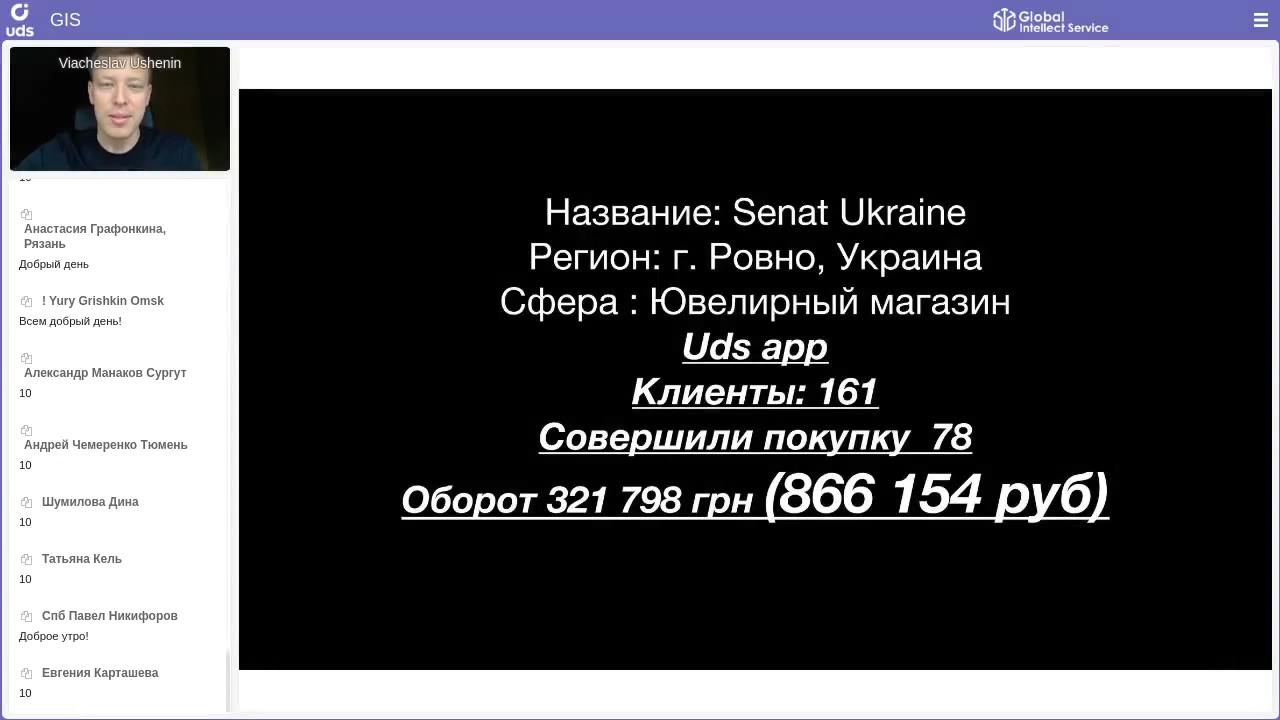 uds
GIS
Global
Intellect Service
Viacheslav Ushenin
Анастасия Графонкина,
Рязань
Добрый день
! Yury Grishkin Omsk
Всем добрый день!
Александр Манаков Сургут
10
Андрей Чемеренко Тюмень
10
Шумилова Дина
10
Татьяна Кель
10
Спб Павел Никифоров
Доброе утро!
Евгения Карташева
10
Название: Senat Ukraine
Регион: г. Ровно, Украина
Сфера : Ювелирный магазин
Uds app
Клиенты: 161
Совершили покупку 78
Оборот 321 798 грн (866 154 руб)